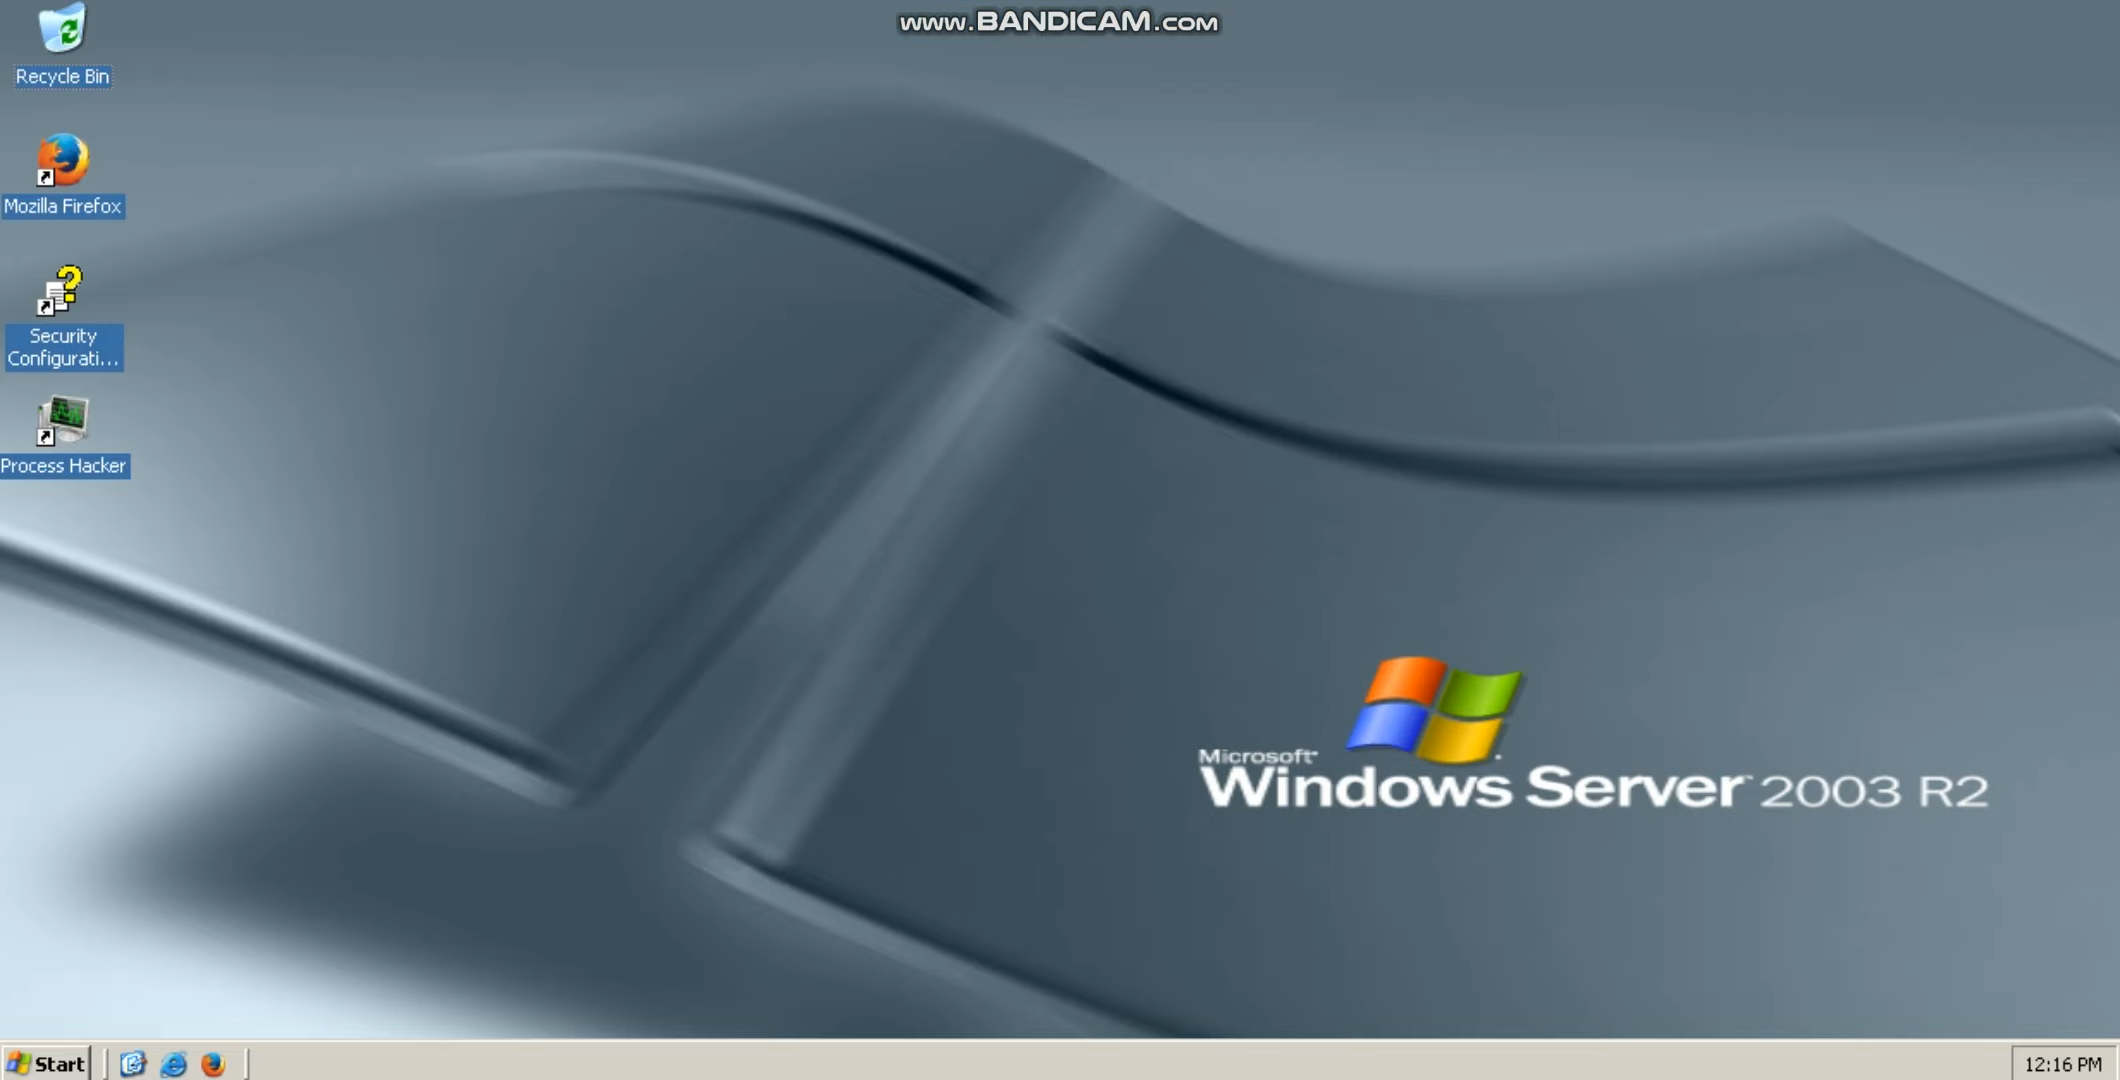 www.BANDICAM.com
Recycle Bin
Mozilla Firefox
Security
Configurati...
Process Hacker
Microsoft
Windows Server 2003 R2
Start
12:16 PM